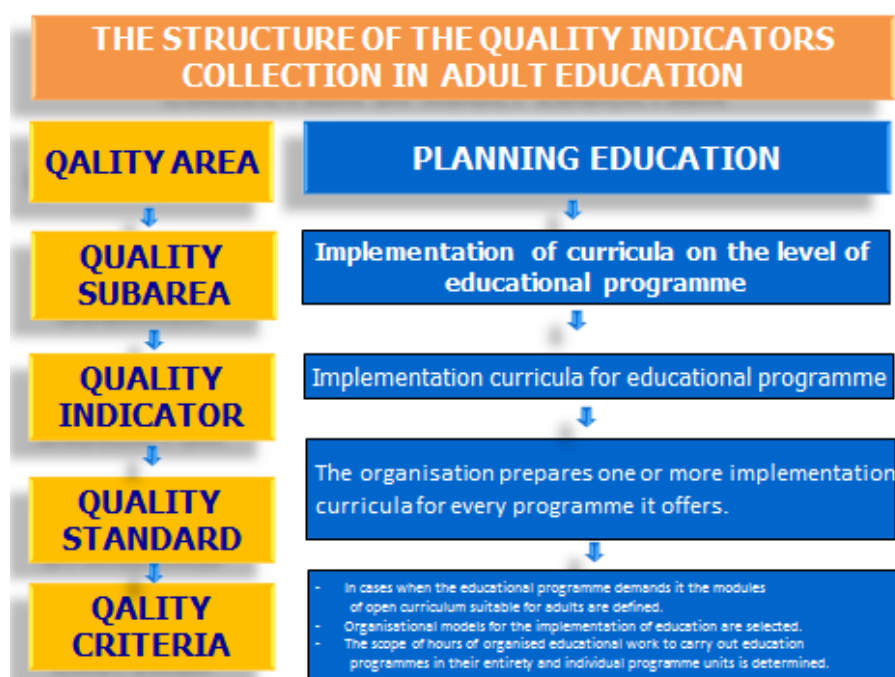 THE STRUCTURE OF THE QUALITY INDICATORS
COLLECTION IN ADULT EDUCATION
QALITY AREA
PLANNING EDUCATION
QUALITY
SUBAREA
Implementation of curricula on the level of
educational programme
QUALITY
INDICATOR
Implementation curricula for educational programme
QUALITY
STANDARD
The organisation prepares one or more implementation
curricula for every programme it offers.
QALITY
CRITERIA
- In cases when the educational programme demands it the modules
of open curriculum suitable for adults are defined.
- Organisational models for the implementation of education are selected.
- The scope of hours of organised educational work to carry out education
programmes in their entirety and individual programme units is determined.